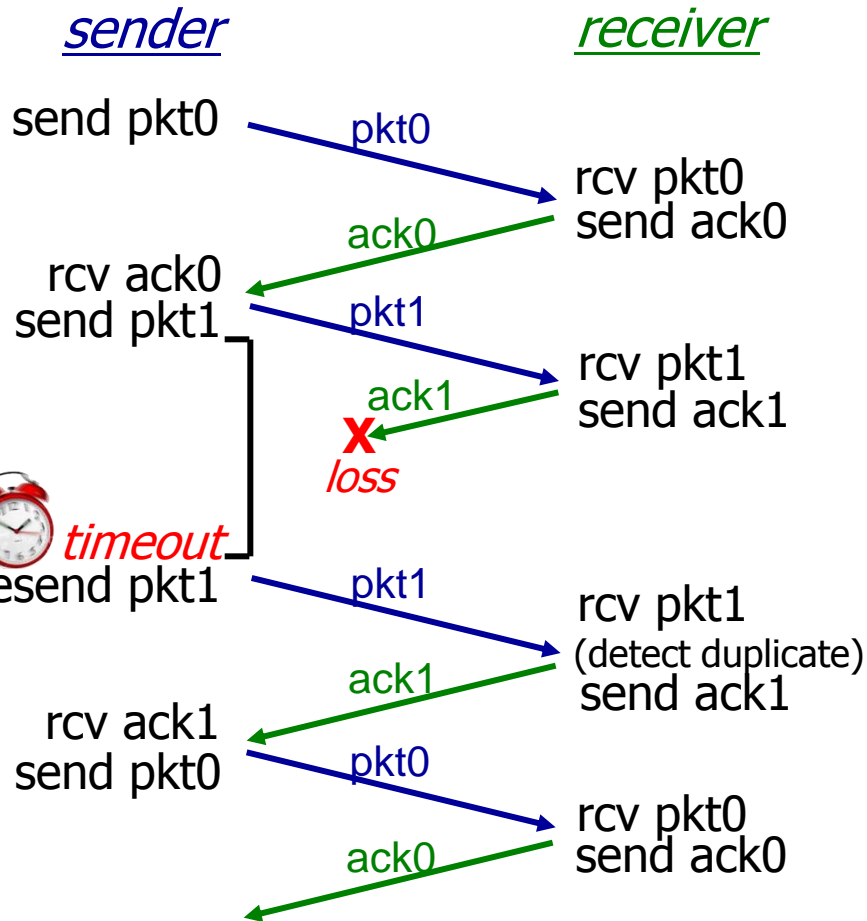 sender receiver
send pkt0
pkt0
rcv pkt0
send ack0
ack0
rcv ack0
send pkt1
pkt1
rcv pkt1
send ack1
ack1
X
loss
timeout
esend pkt1
pkt1
rcv pkt1
(detect duplicate)
send ack1
ack1
rcv ack1
send pkt0
pkt0
rcv pkt0
send ack0
ack0